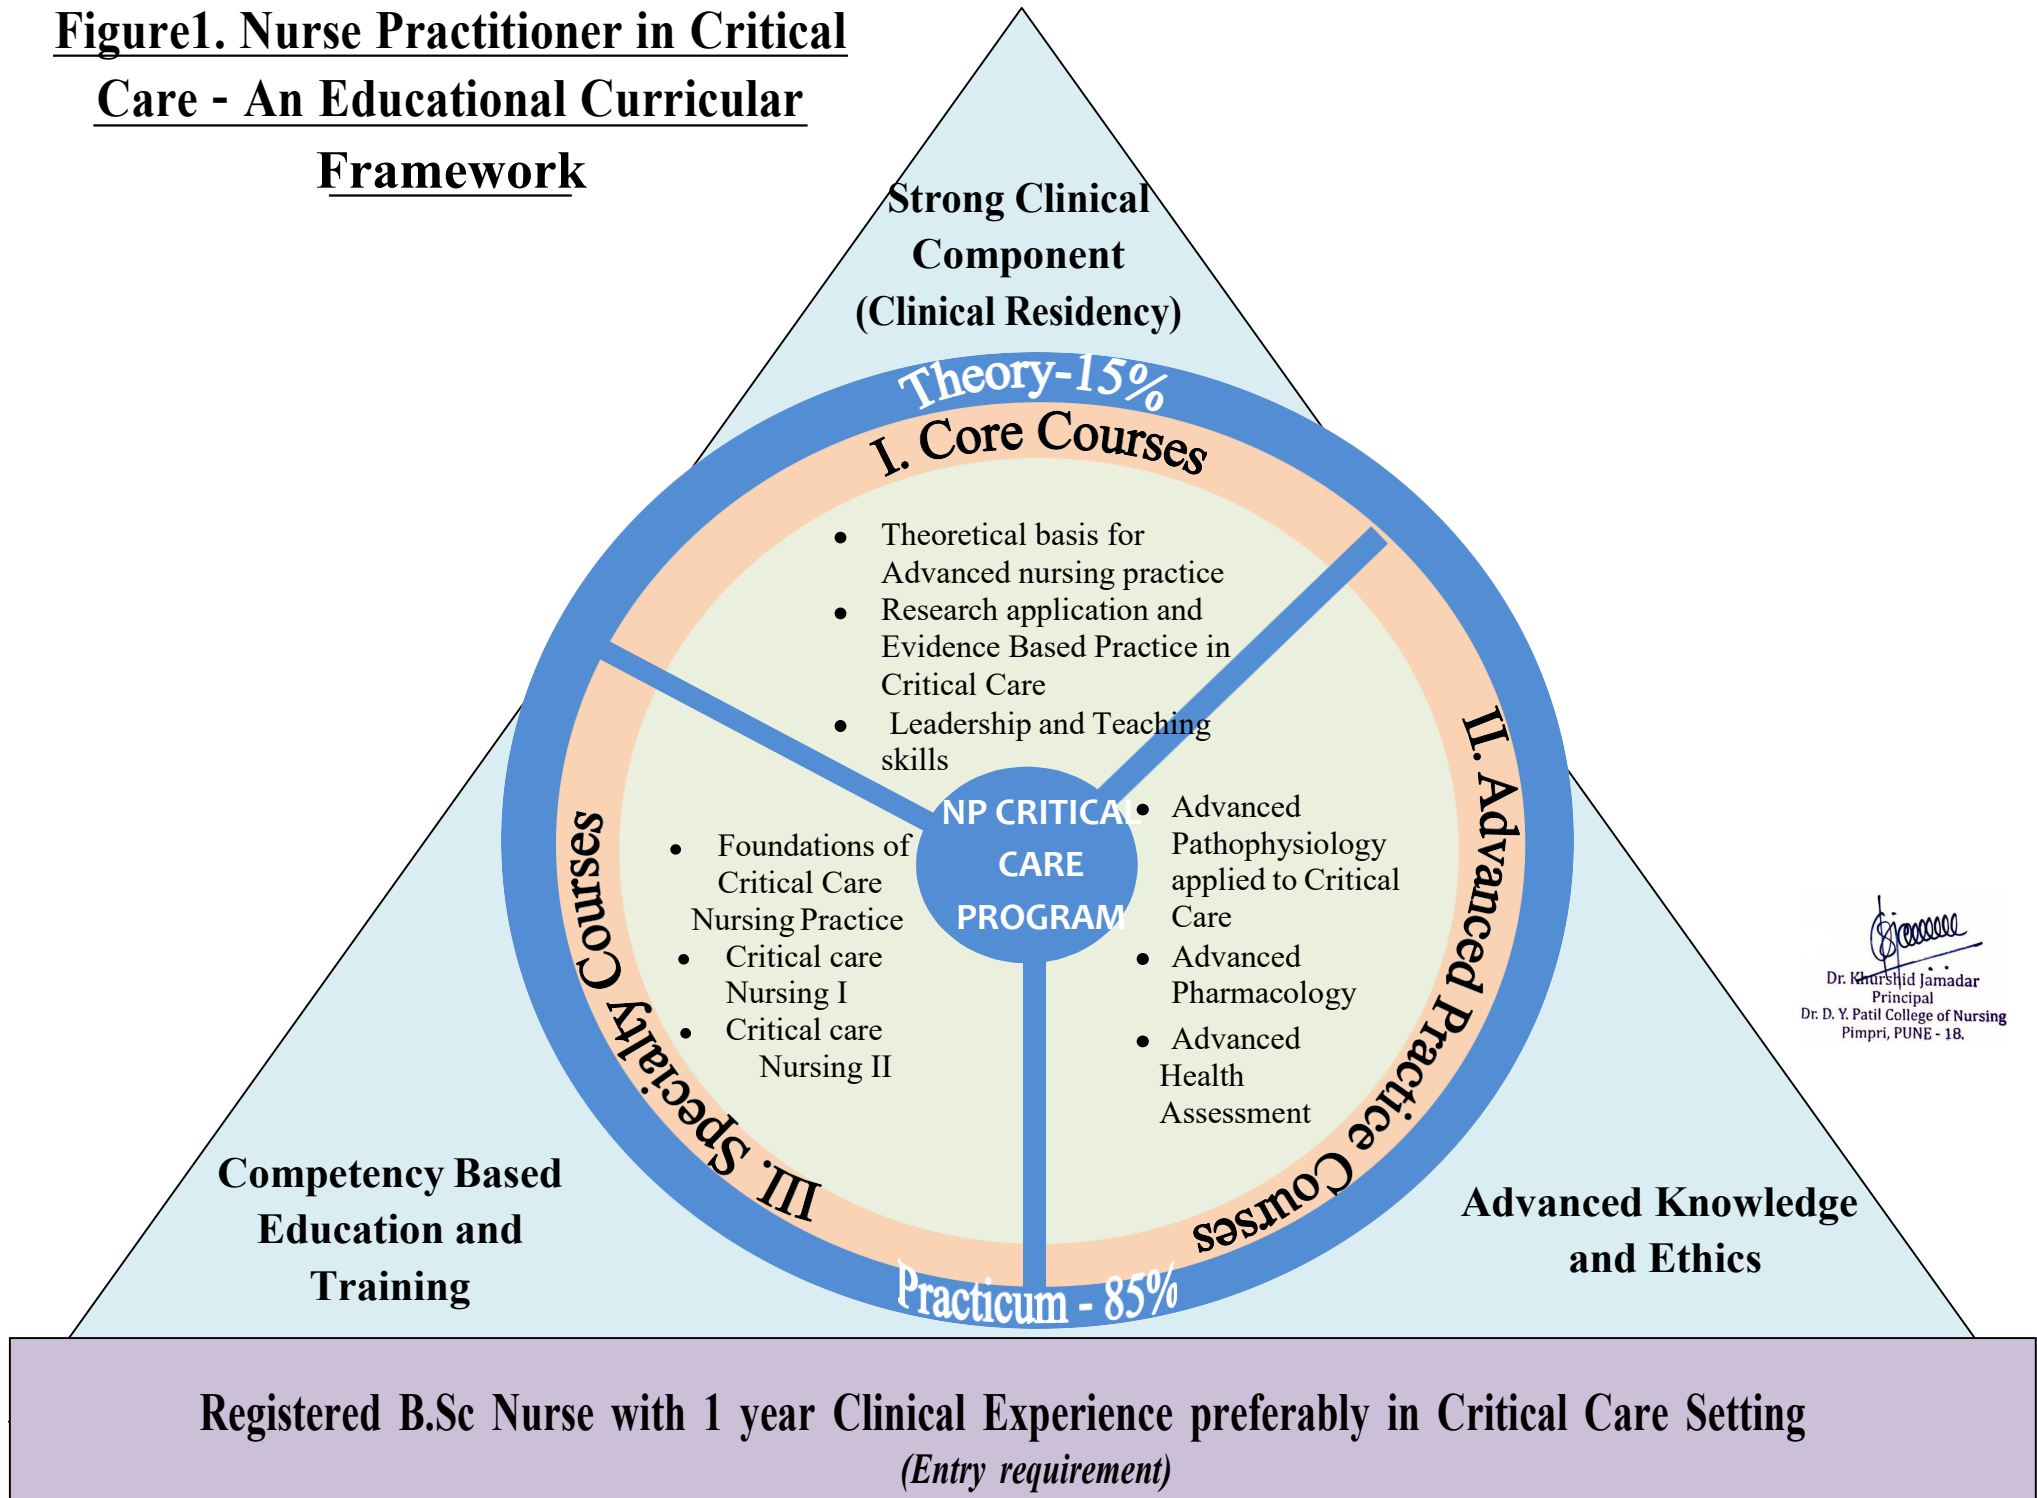 Figure1. Nurse Practitioner in Critical
Care - An Educational Curricular
Framework
Strong Clinical
Component
(Clinical Residency)
Theory-15%
I. Core Courses
● Theoretical basis for
Advanced nursing practice
● Research application and
Evidence Based Practice in
Critical Care
● Leadership and Teaching
skills
NP CRITICAL
CARE
PROGRAM
II. Advanced Practice Courses
● Advanced
Pathophysiology
applied to Critical
Care
● Advanced
Pharmacology
● Advanced
Health
Assessment
III. Specialty Courses
● Foundations of
Critical Care
Nursing Practice
● Critical care
Nursing I
● Critical care
Nursing II
Practicum - 85%
Competency Based
Education and
Training
Advanced Knowledge
and Ethics
Dr. Khurshid Jamadar
Principal
Dr. D. Y. Patil College of Nursing
Pimpri, PUNE - 18.
Registered B.Sc Nurse with 1 year Clinical Experience preferably in Critical Care Setting
(Entry requirement)